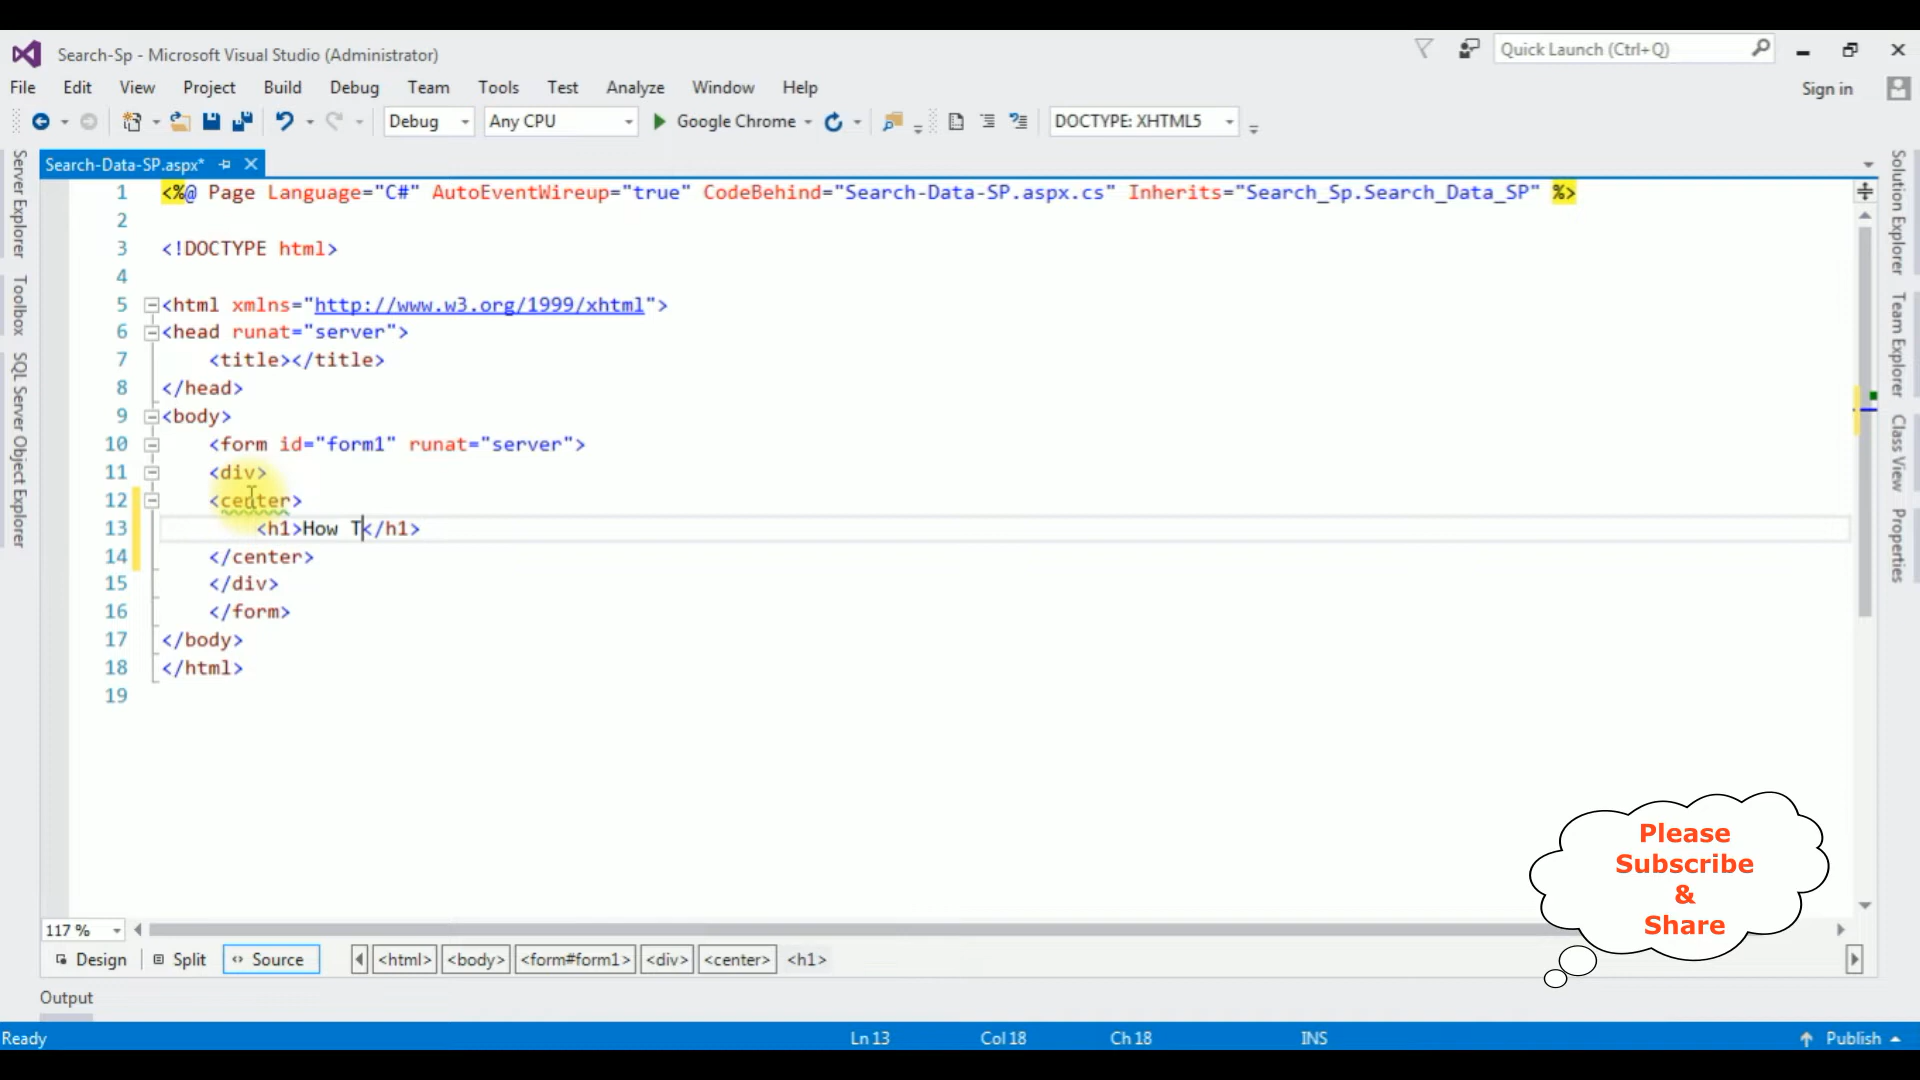 Search-Sp - Microsoft Visual Studio (Administrator)
Quick Launch (Ctrl+Q)
File Edit View Project Build Debug Team Tools Test Analyze Window Help
Sign in
Debug Any CPU Google Chrome DOCTYPE: XHTML5
Search-Data-SP.aspx*
Server Explorer
Toolbox
SQL Server Object Explorer
1 <%@ Page Language="C#" AutoEventWireup="true" CodeBehind="Search-Data-SP.aspx.cs" Inherits="Search_Sp.Search_Data_SP" %>
2
3 <!DOCTYPE html>
4
5 <html xmlns="http://www.w3.org/1999/xhtml">
6 <head runat="server">
7 <title></title>
8 </head>
9 <body>
10 <form id="form1" runat="server">
11 <div>
12 <center>
13 <h1>How T</h1>
14 </center>
15 </div>
16 </form>
17 </body>
18 </html>
19
Solution Explorer
Team Explorer
Class View
Properties
Please
Subscribe
&
Share
117 %
Design Split Source <html> <body> <form#form1> <div> <center> <h1>
Output
Ready Ln 13 Col 18 Ch 18 INS Publish